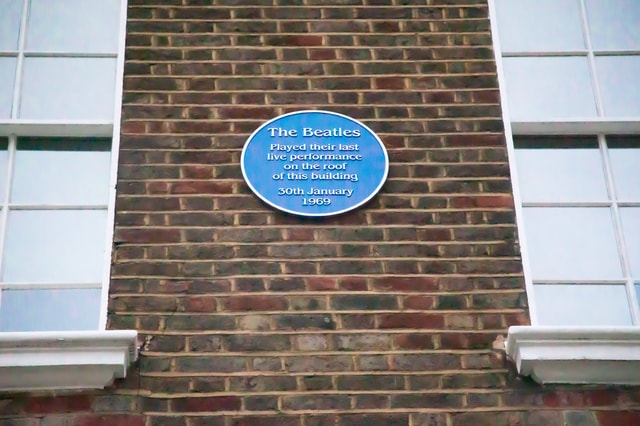 The Beatles
Played their last
live performance
on the roof
of this building
30th January
1969